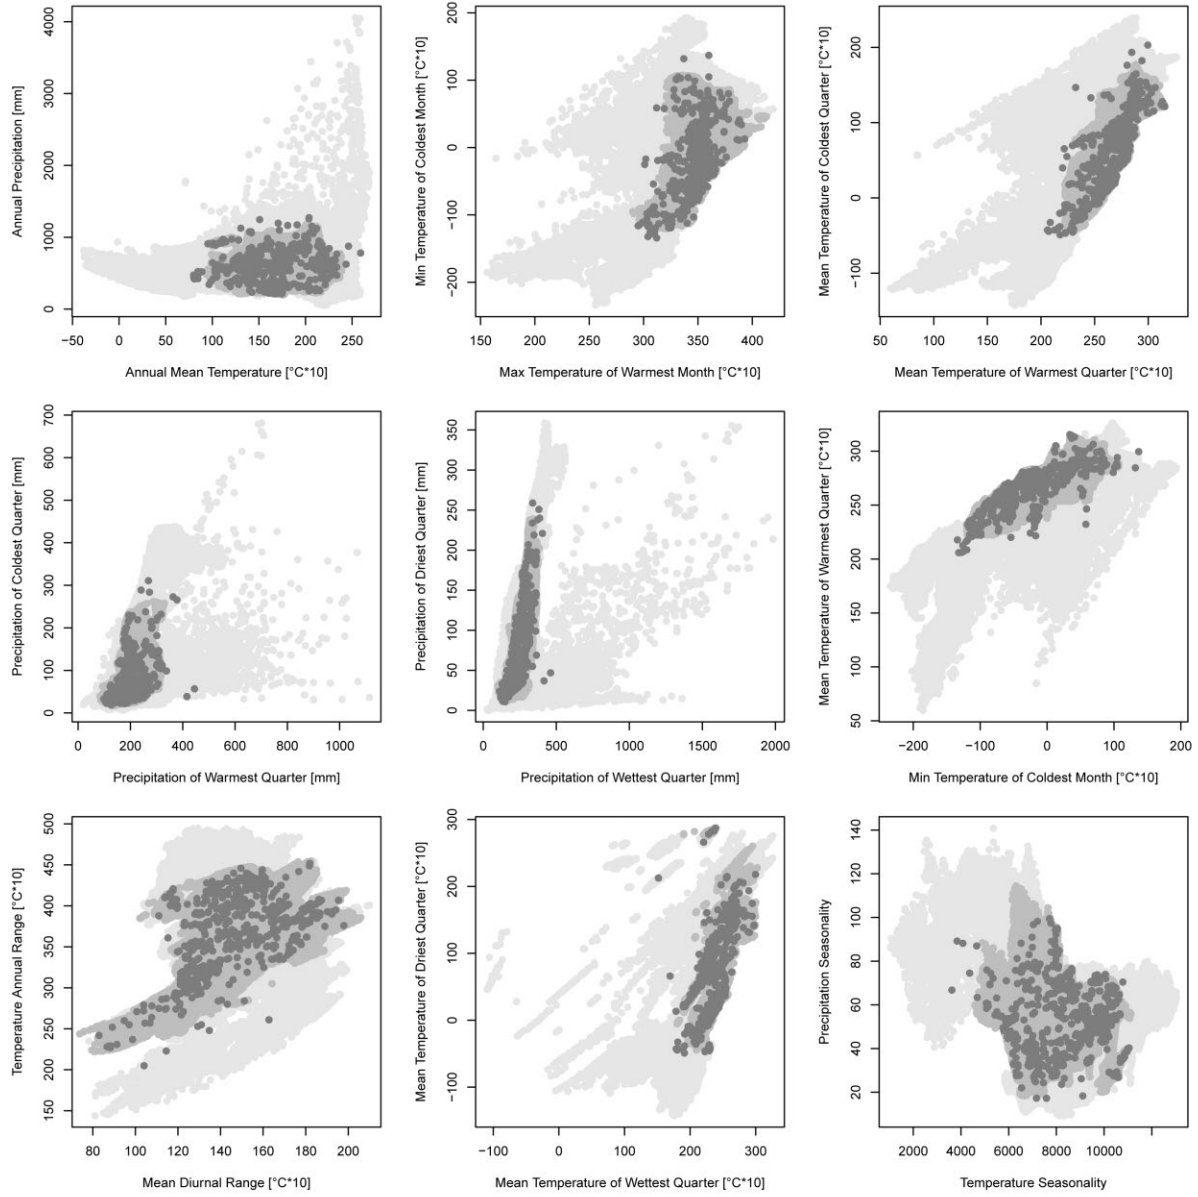 Annual Precipitation [mm]
4000
3000
2000
1000
0
−50 0 50 100 150 200 250
Annual Mean Temperature [°C*10]
Min Temperature of Coldest Month [°C*10]
200
100
0
−100
−200
150 200 250 300 350 400
Max Temperature of Warmest Month [°C*10]
Mean Temperature of Coldest Quarter [°C*10]
200
100
0
−100
50 100 150 200 250 300
Mean Temperature of Warmest Quarter [°C*10]
Precipitation of Coldest Quarter [mm]
700
600
500
400
300
200
100
0
0 200 400 600 800 1000
Precipitation of Warmest Quarter [mm]
Precipitation of Driest Quarter [mm]
350
300
250
200
150
100
50
0
0 500 1000 1500 2000
Precipitation of Wettest Quarter [mm]
Mean Temperature of Warmest Quarter [°C*10]
300
250
200
150
100
50
−200 −100 0 100 200
Min Temperature of Coldest Month [°C*10]
Temperature Annual Range [°C*10]
500
450
400
350
300
250
200
150
80 100 120 140 160 180 200
Mean Diurnal Range [°C*10]
Mean Temperature of Driest Quarter [°C*10]
300
200
100
0
−100
−100 0 100 200 300
Mean Temperature of Wettest Quarter [°C*10]
Precipitation Seasonality
140
120
100
80
60
40
20
2000 4000 6000 8000 10000
Temperature Seasonality